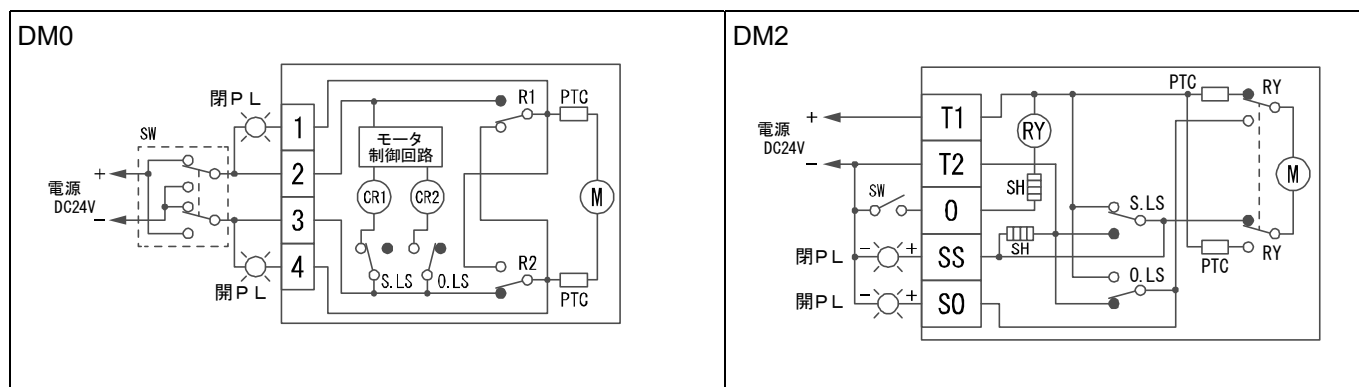 DM0
閉PL
SW
電源
DC24V
+
-
開PL
1
2
3
4
モータ
制御回路
CR1
CR2
S.LS
O.LS
R1
R2
PTC
M
PTC
DM2
電源
DC24V
+
-
SW
閉PL
- +
開PL
- +
T1
T2
O
SS
SO
RY
SH
SH
S.LS
O.LS
PTC
RY
M
PTC
RY